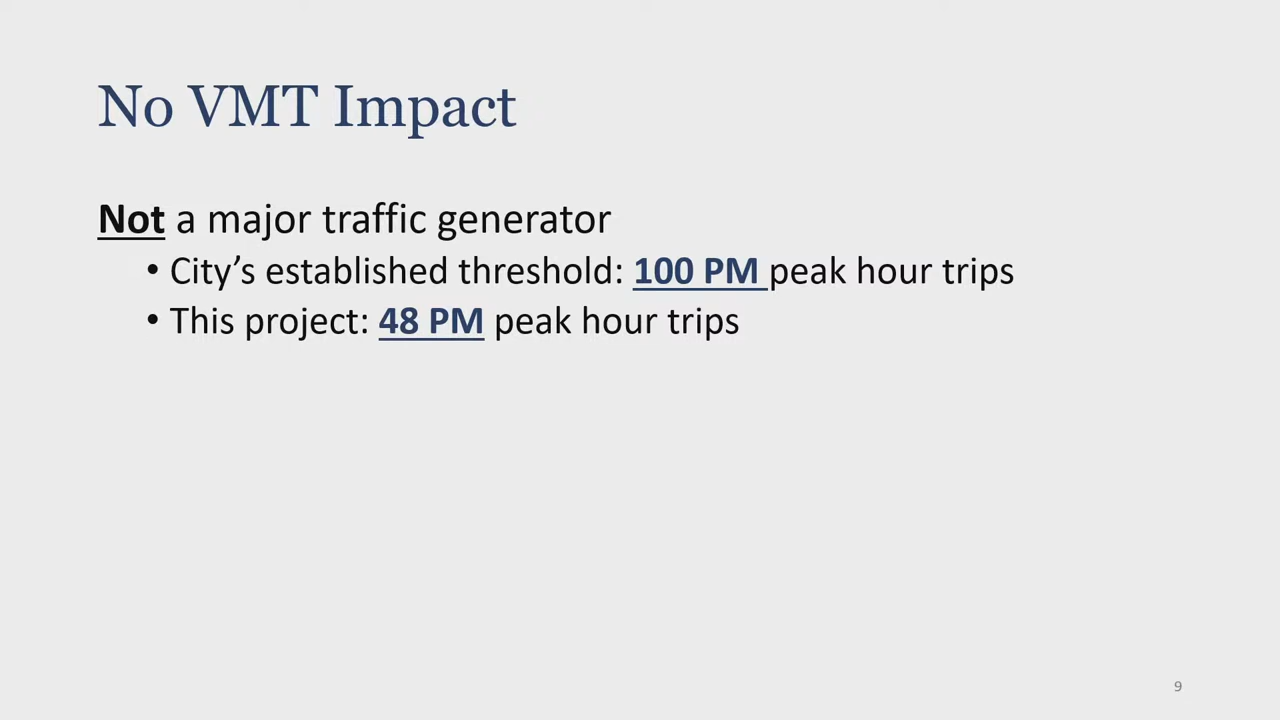 No VMT Impact
Not a major traffic generator
• City’s established threshold: 100 PM peak hour trips
• This project: 48 PM peak hour trips
9